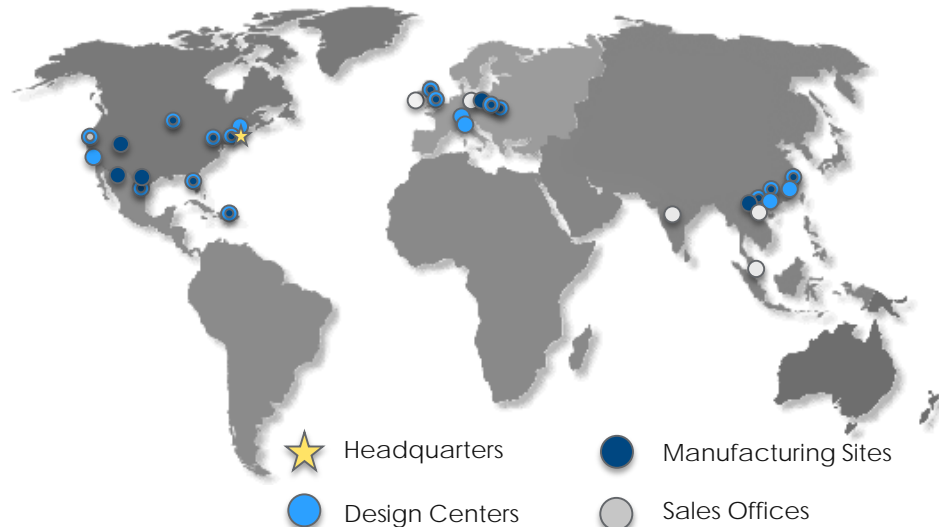 Headquarters
Manufacturing Sites
Design Centers
Sales Offices